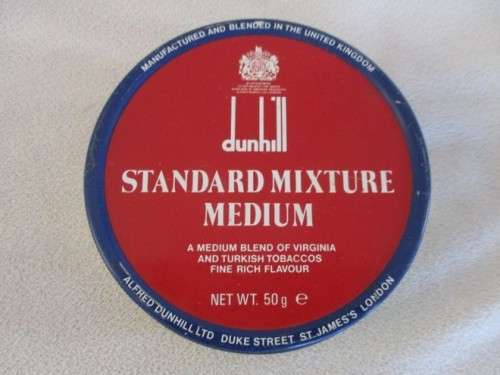 MANUFACTURED AND BLENDED IN THE UNITED KINGDOM
dunhill
STANDARD MIXTURE
MEDIUM
A MEDIUM BLEND OF VIRGINIA
AND TURKISH TOBACCOS
FINE RICH FLAVOUR
NET WT. 50 g ℮
ALFRED DUNHILL LTD DUKE STREET ST. JAMES'S LONDON